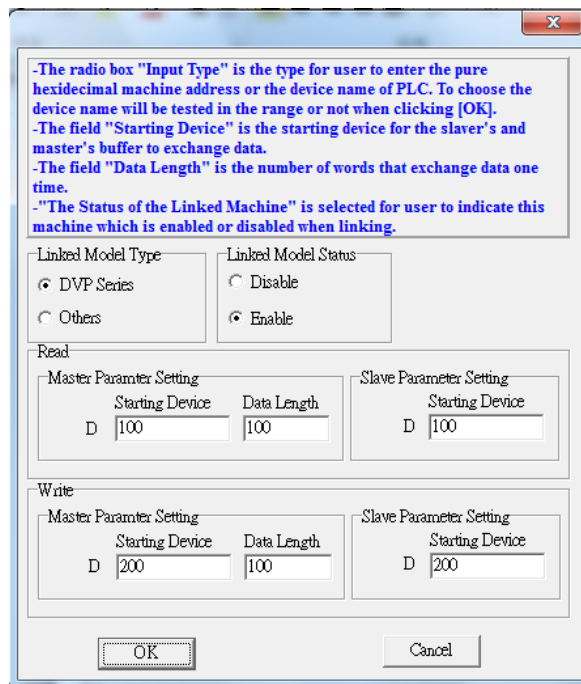 -The radio box "Input Type" is the type for user to enter the pure
hexidecimal machine address or the device name of PLC. To choose the
device name will be tested in the range or not when clicking [OK].
-The field "Starting Device" is the starting device for the slaver's and
master's buffer to exchange data.
-The field "Data Length" is the number of words that exchange data one
time.
-"The Status of the Linked Machine" is selected for user to indicate this
machine which is enabled or disabled when linking.
Linked Model Type
DVP Series
Others
Linked Model Status
Disable
Enable
Read
Master Paramter Setting
Starting Device Data Length
D 100 100
Slave Parameter Setting
Starting Device
D 100
Write
Master Paramter Setting
Starting Device Data Length
D 200 100
Slave Parameter Setting
Starting Device
D 200
OK Cancel